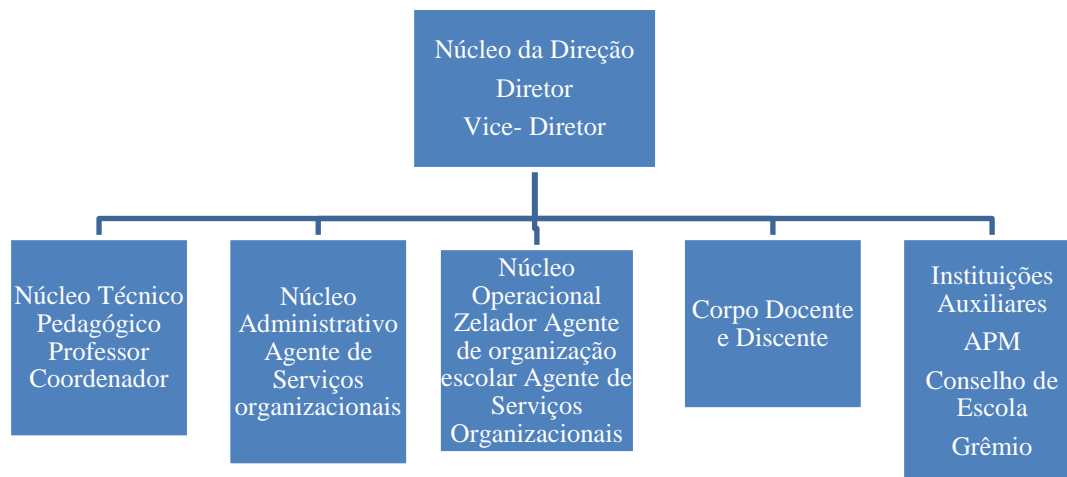 Núcleo da Direção
Diretor
Vice- Diretor
Núcleo Técnico
Pedagógico
Professor
Coordenador
Núcleo
Administrativo
Agente de
Serviços
organizacionais
Núcleo
Operacional
Zelador Agente
de organização
escolar Agente de
Serviços
Organizacionais
Corpo Docente
e Discente
Instituições
Auxiliares
APM
Conselho de
Escola
Grêmio